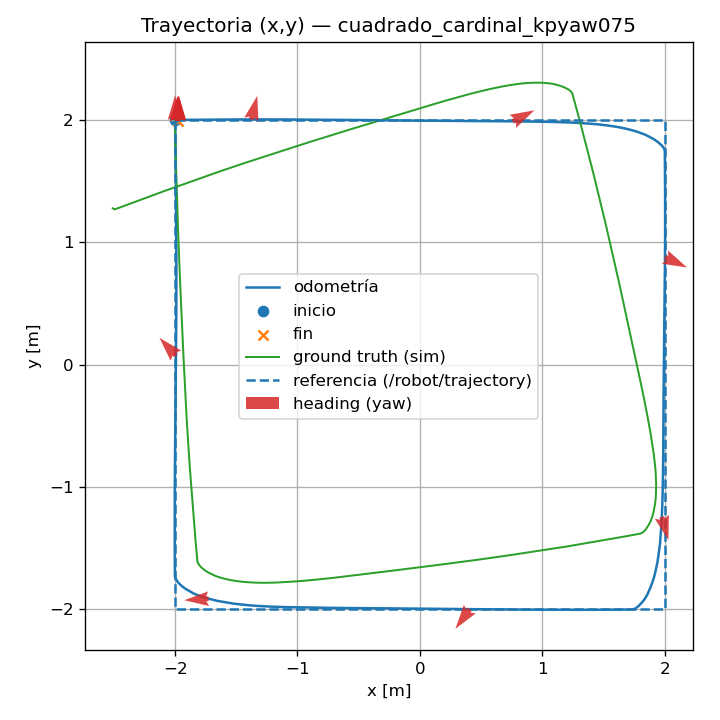 Trayectoria (x,y) — cuadrado_cardinal_kpyaw075
y [m]
2
1
0
−1
−2
odometría
inicio
fin
ground truth (sim)
referencia (/robot/trajectory)
heading (yaw)
−2
−1
0
1
2
x [m]